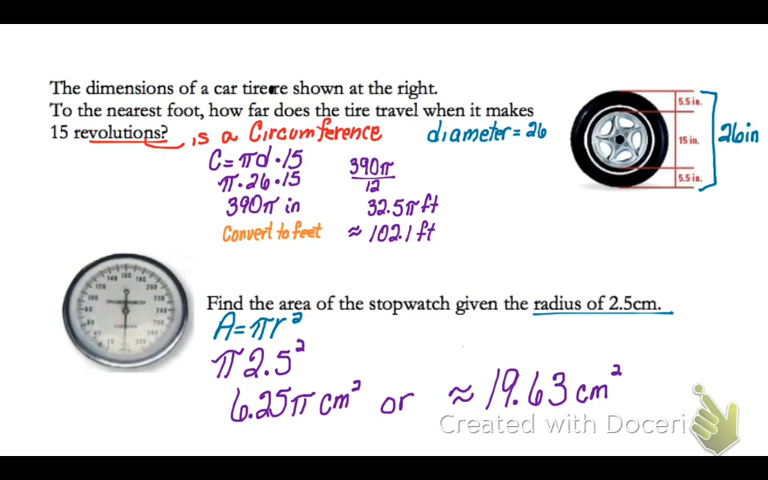 The dimensions of a car tire are shown at the right.
To the nearest foot, how far does the tire travel when it makes
15 revolutions? is a Circumference
diameter = 26
5.5 in.
15 in.
5.5 in.
26in
C = πd · 15
π · 26 · 15
390π in
Convert to feet
390π
12
32.5π ft
≈ 102.1 ft
Find the area of the stopwatch given the radius of 2.5cm.
A = πr²
π 2.5²
6.25π cm² or ≈ 19.63 cm²
Created with Doceri